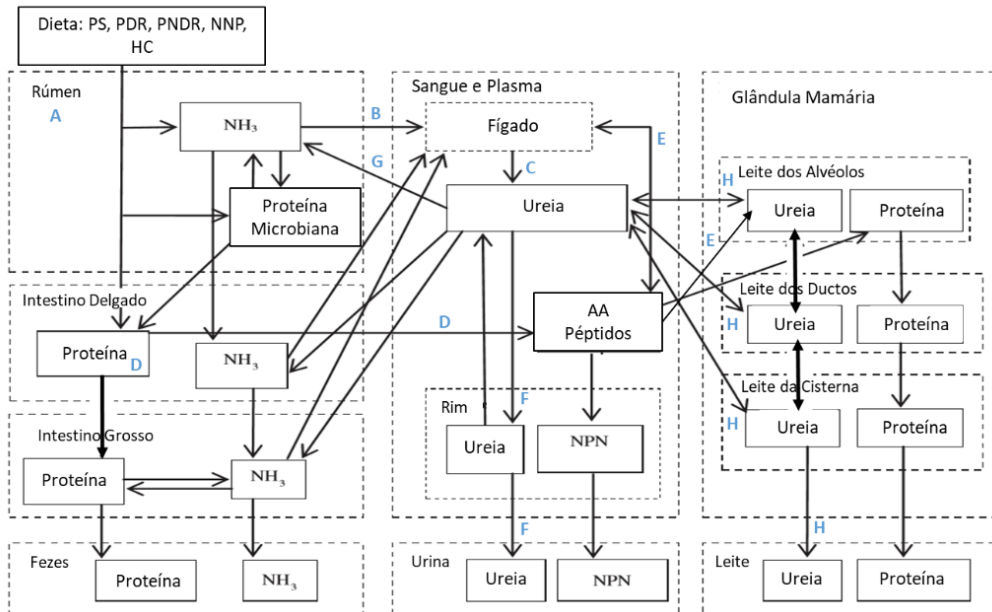 Dieta: PS, PDR, PNDR, NNP,
HC
Rúmen
A
NH₃
B
G
Proteína
Microbiana
Intestino Delgado
Proteína
D
NH₃
D
Intestino Grosso
Proteína
NH₃
Fezes
Proteína
NH₃
Sangue e Plasma
Fígado
E
C
Ureia
AA
Péptidos
Rim
F
Ureia
NPN
F
Urina
Ureia
NPN
Glândula Mamária
Leite dos Alvéolos
H
Ureia
Proteína
E
Leite dos Ductos
H
Ureia
Proteína
Leite da Cisterna
H
Ureia
Proteína
H
Leite
Ureia
Proteína